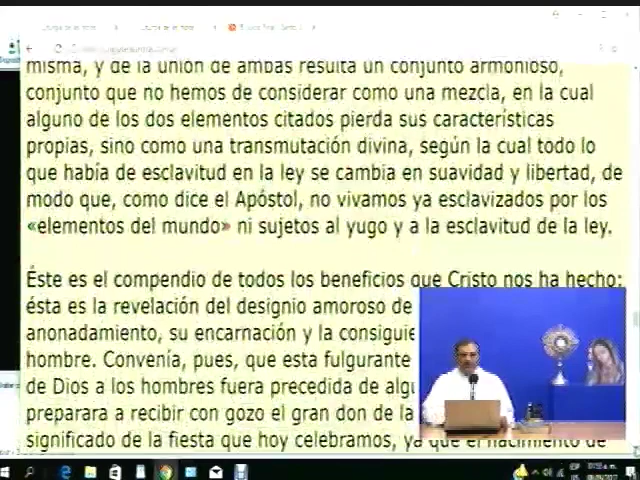 misma, y de la unión de ambas resulta un conjunto armonioso,
conjunto que no hemos de considerar como una mezcla, en la cual
alguno de los dos elementos citados pierda sus características
propias, sino como una transmutación divina, según la cual todo lo
que había de esclavitud en la ley se cambia en suavidad y libertad, de
modo que, como dice el Apóstol, no vivamos ya esclavizados por los
«elementos del mundo» ni sujetos al yugo y a la esclavitud de la ley.
Éste es el compendio de todos los beneficios que Cristo nos ha hecho:
ésta es la revelación del designio amoroso de
anonadamiento, su encarnación y la consiguie
hombre. Convenía, pues, que esta fulgurante
de Dios a los hombres fuera precedida de algu
preparara a recibir con gozo el gran don de la
significado de la fiesta que hoy celebramos, ya que el nacimiento de
ESP